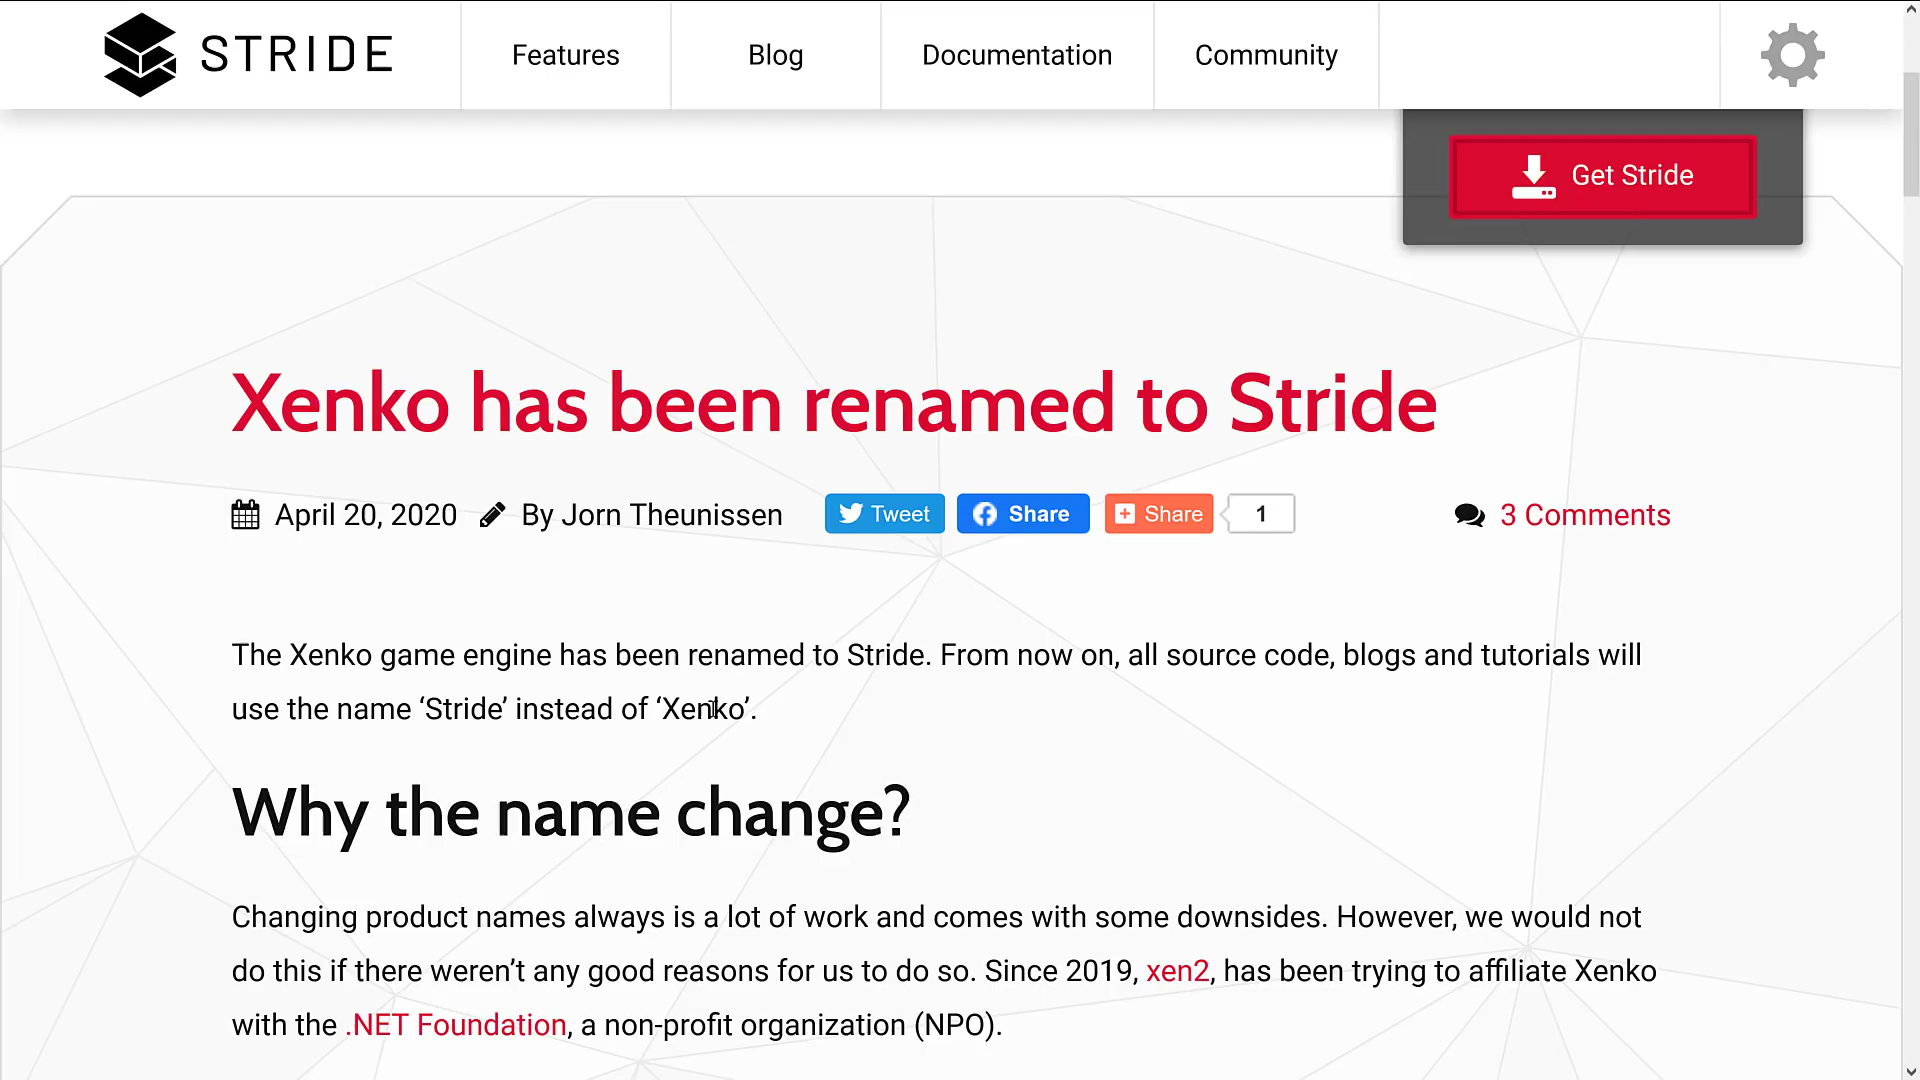 STRIDE
Features
Blog
Documentation
Community
Get Stride
Xenko has been renamed to Stride
April 20, 2020 By Jorn Theunissen Tweet Share Share 1 3 Comments
The Xenko game engine has been renamed to Stride. From now on, all source code, blogs and tutorials will
use the name ‘Stride’ instead of ‘Xenko’.
Why the name change?
Changing product names always is a lot of work and comes with some downsides. However, we would not
do this if there weren’t any good reasons for us to do so. Since 2019, xen2, has been trying to affiliate Xenko
with the .NET Foundation, a non-profit organization (NPO).